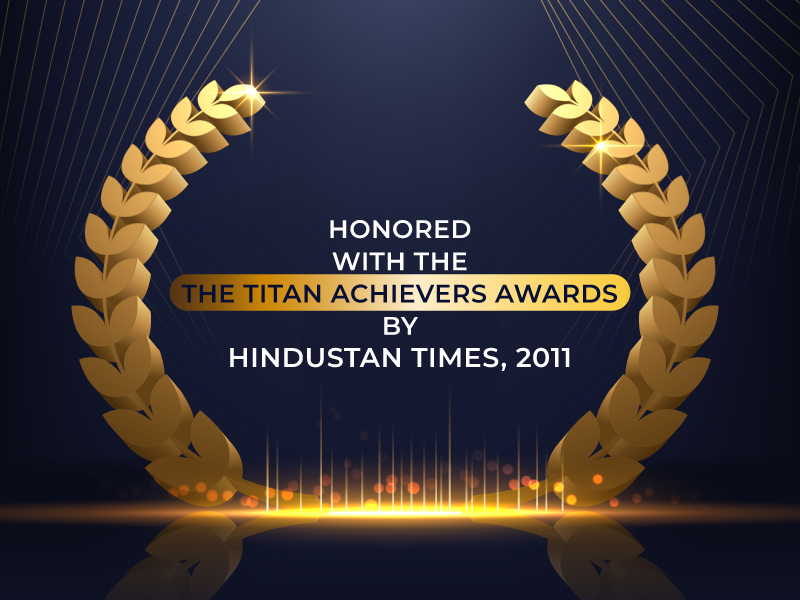 HONORED
WITH THE
THE TITAN ACHIEVERS AWARDS
BY
HINDUSTAN TIMES, 2011